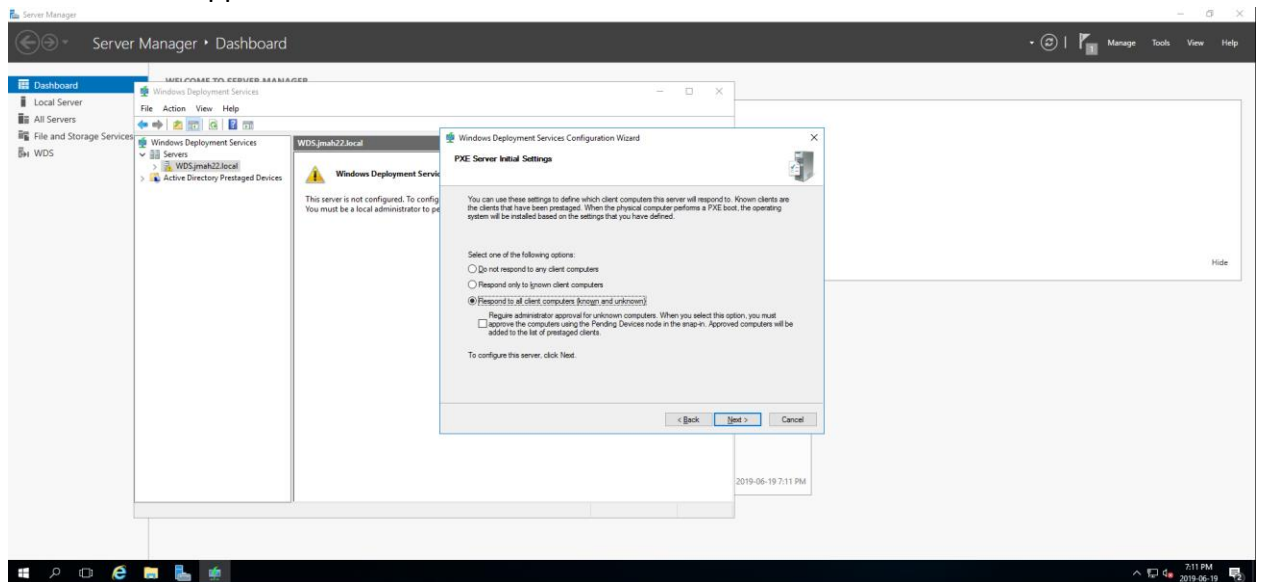 Server Manager
Server Manager • Dashboard
1
Manage Tools View Help
WELCOME TO SERVER MANAGER
Dashboard
Local Server
All Servers
File and Storage Services
WDS
Windows Deployment Services
File Action View Help
Windows Deployment Services
Servers
WDS.jmah22.local
Active Directory Prestaged Devices
WDS.jmah22.local
Windows Deployment Servic
This server is not configured. To config
You must be a local administrator to pe
Windows Deployment Services Configuration Wizard
PXE Server Initial Settings
You can use these settings to define which client computers this server will respond to. Known clients are
the clients that have been prestaged. When the physical computer performs a PXE boot, the operating
system will be installed based on the settings that you have defined.
Select one of the following options:
Do not respond to any client computers
Respond only to known client computers
Respond to all client computers (known and unknown)
Require administrator approval for unknown computers. When you select this option, you must
approve the computers using the Pending Devices node in the snap-in. Approved computers will be
added to the list of prestaged clients.
To configure this server, click Next.
< Back Next > Cancel
Hide
2019-06-19 7:11 PM
7:11 PM
2019-06-19